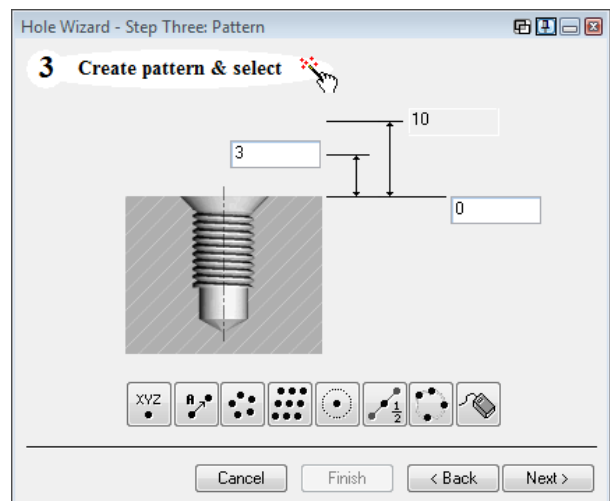 Hole Wizard - Step Three: Pattern
3 Create pattern & select
10
3
0
XYZ
A
1/2
Cancel Finish < Back Next >